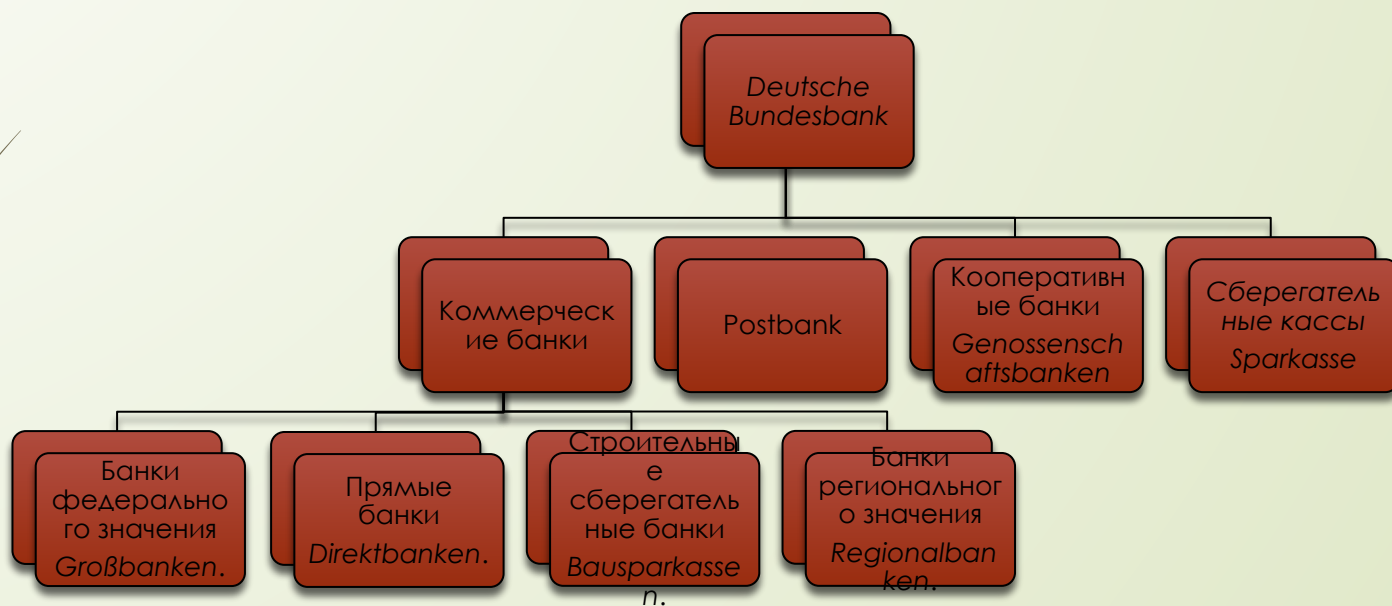 Deutsche
Bundesbank
Коммерческ
ие банки
Postbank
Кооперативн
ые банки
Genossensch
aftsbanken
Сберегатель
ные кассы
Sparkasse
Банки
федерально
го значения
Großbanken.
Прямые
банки
Direktbanken.
Строительны
е
сберегатель
ные банки
Bausparkasse
n.
Банки
региональног
о значения
Regionalban
ken.